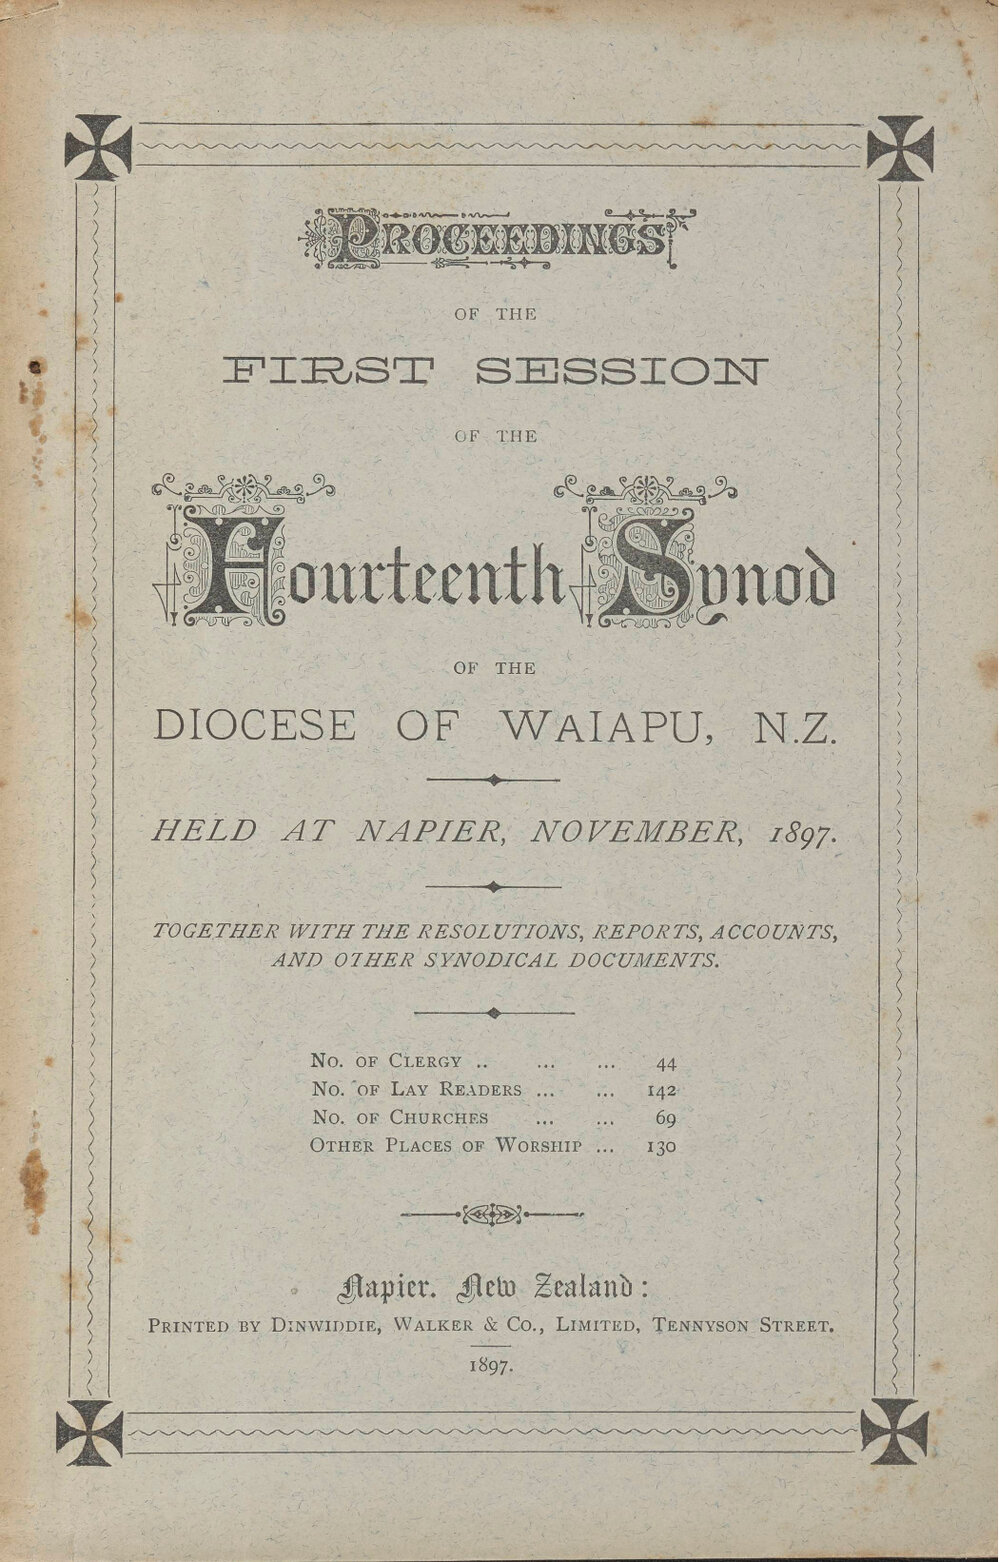 PROCEEDINGS
OF THE
FIRST SESSION
OF THE
Fourteenth Synod
OF THE
DIOCESE OF WAIAPU, N.Z.
HELD AT NAPIER, NOVEMBER, 1897.
TOGETHER WITH THE RESOLUTIONS, REPORTS, ACCOUNTS,
AND OTHER SYNODICAL DOCUMENTS.
NO. OF CLERGY .. ... ... 44
NO. OF LAY READERS ... ... 142
NO. OF CHURCHES ... ... 69
OTHER PLACES OF WORSHIP ... 130
Napier. New Zealand:
PRINTED BY DINWIDDIE, WALKER & CO., LIMITED, TENNYSON STREET.
1897.